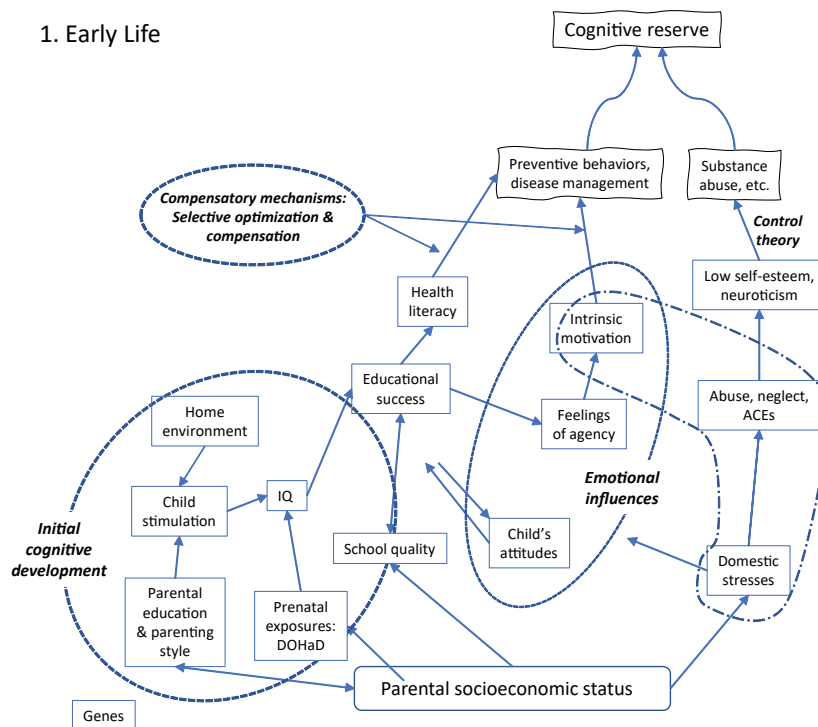 1. Early Life
Cognitive reserve
Preventive behaviors,
disease management
Substance
abuse, etc.
Compensatory mechanisms:
Selective optimization &
compensation
Control
theory
Low self-esteem,
neuroticism
Health
literacy
Intrinsic
motivation
Educational
success
Abuse, neglect,
ACEs
Home
environment
Feelings
of agency
Emotional
influences
Child
stimulation
IQ
Initial
cognitive
development
School quality
Child's
attitudes
Domestic
stresses
Parental
education
& parenting
style
Prenatal
exposures:
DOHaD
Parental socioeconomic status
Genes